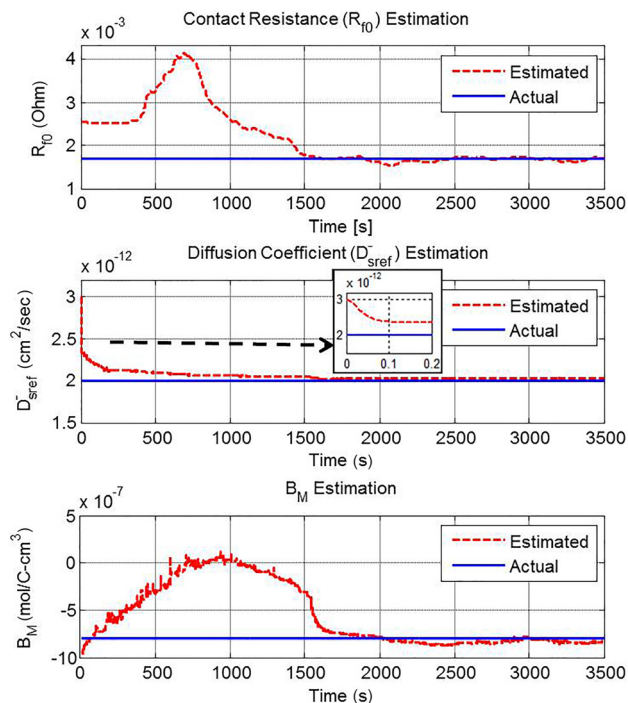 Contact Resistance (R_f0) Estimation
x 10^-3
4
3
2
1
R_f0 (Ohm)
Estimated
Actual
0 500 1000 1500 2000 2500 3000 3500
Time [s]
Diffusion Coefficient (D^-_sref) Estimation
x 10^-12
3
2.5
2
1.5
D^-_sref (cm^2/sec)
x 10^-12
3
2
0 0.1 0.2
Estimated
Actual
0 500 1000 1500 2000 2500 3000 3500
Time (s)
B_M Estimation
x 10^-7
5
0
-5
-10
B_M (mol/C-cm^3)
Estimated
Actual
0 500 1000 1500 2000 2500 3000 3500
Time (s)